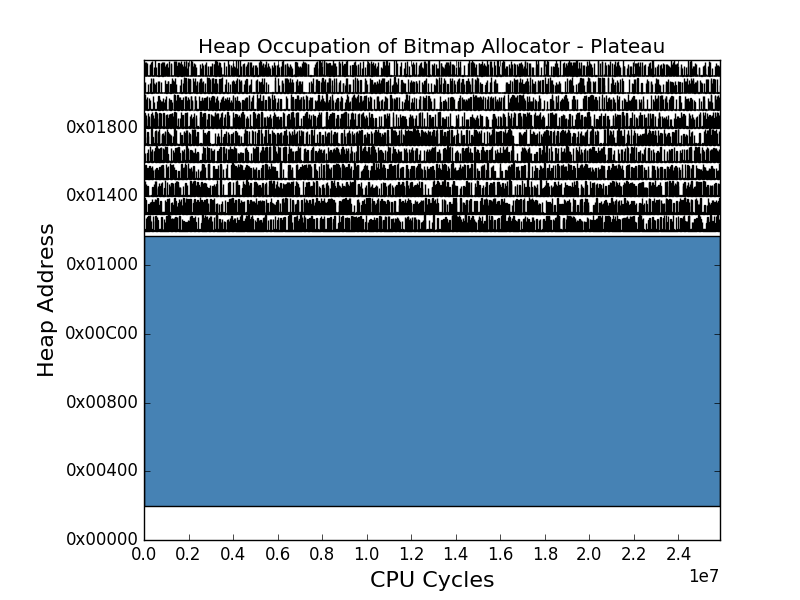 Heap Occupation of Bitmap Allocator - Plateau
0x01800
0x01400
0x01000
0x00C00
0x00800
0x00400
0x00000
Heap Address
0.0 0.2 0.4 0.6 0.8 1.0 1.2 1.4 1.6 1.8 2.0 2.2 2.4
1e7
CPU Cycles